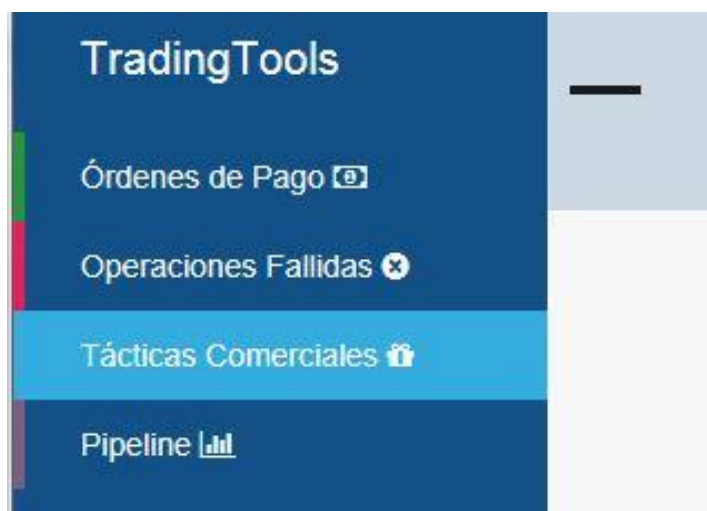 TradingTools
Órdenes de Pago
Operaciones Fallidas
Tácticas Comerciales
Pipeline